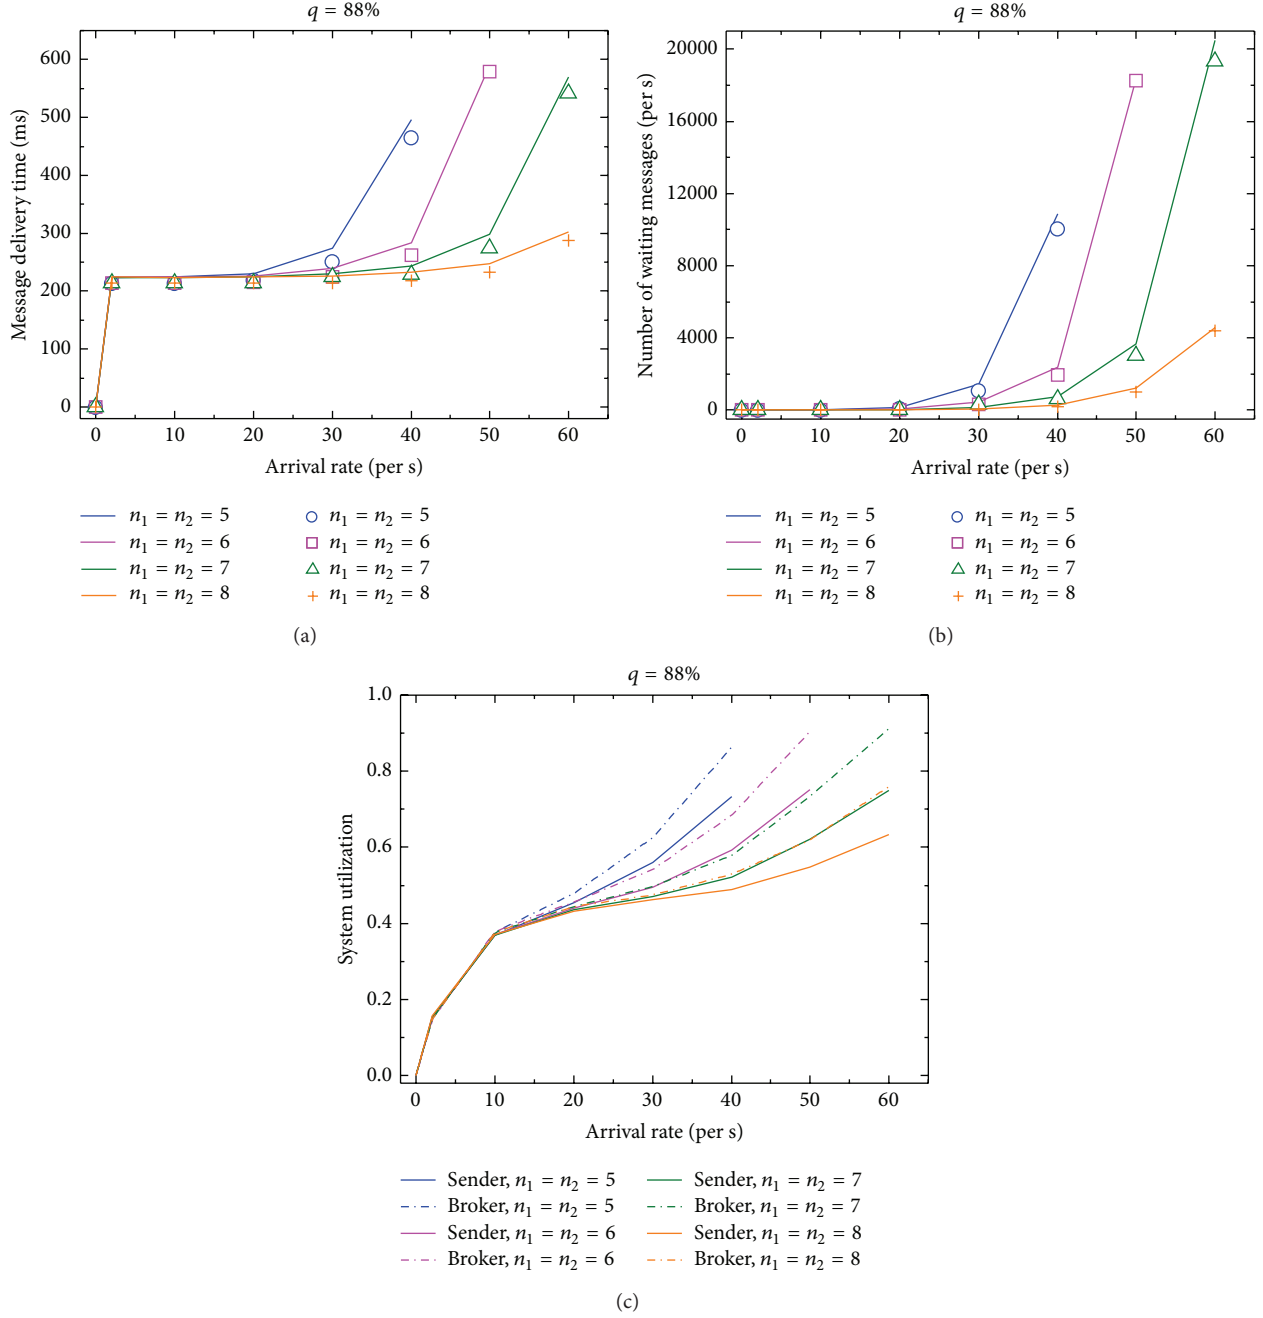 q = 88%
Message delivery time (ms)
600
500
400
300
200
100
0
0 10 20 30 40 50 60
Arrival rate (per s)
n1 = n2 = 5 n1 = n2 = 5
n1 = n2 = 6 n1 = n2 = 6
n1 = n2 = 7 n1 = n2 = 7
n1 = n2 = 8 n1 = n2 = 8
(a)
q = 88%
Number of waiting messages (per s)
20000
16000
12000
8000
4000
0
0 10 20 30 40 50 60
Arrival rate (per s)
n1 = n2 = 5 n1 = n2 = 5
n1 = n2 = 6 n1 = n2 = 6
n1 = n2 = 7 n1 = n2 = 7
n1 = n2 = 8 n1 = n2 = 8
(b)
q = 88%
System utilization
1.0
0.8
0.6
0.4
0.2
0.0
0 10 20 30 40 50 60
Arrival rate (per s)
Sender, n1 = n2 = 5 Sender, n1 = n2 = 7
Broker, n1 = n2 = 5 Broker, n1 = n2 = 7
Sender, n1 = n2 = 6 Sender, n1 = n2 = 8
Broker, n1 = n2 = 6 Broker, n1 = n2 = 8
(c)